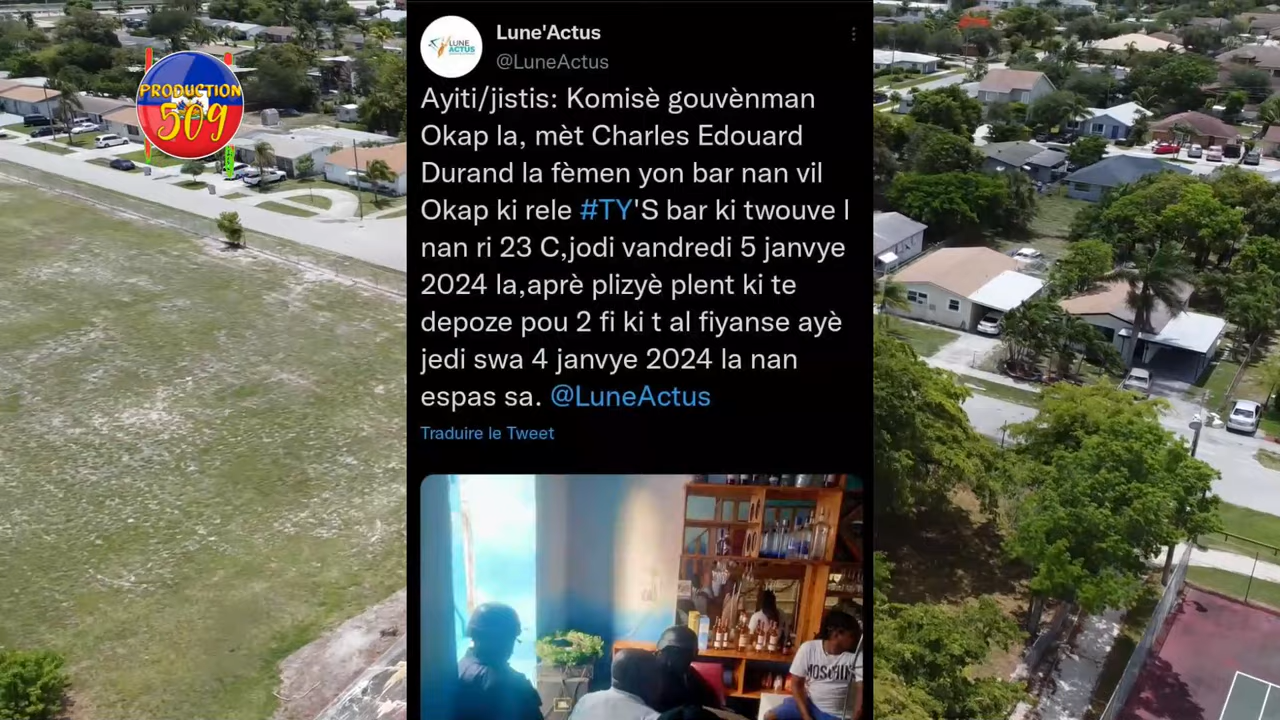 PRODUCTION
509
LUNE
ACTUS
Lune'Actus
@LuneActus
Ayiti/jistis: Komisè gouvènman
Okap la, mèt Charles Edouard
Durand la fèmen yon bar nan vil
Okap ki rele #TY'S bar ki twouve l
nan ri 23 C,jodi vandredi 5 janvye
2024 la,aprè plizyè plent ki te
depoze pou 2 fi ki t al fiyanse ayè
jedi swa 4 janvye 2024 la nan
espas sa. @LuneActus
Traduire le Tweet
MOSCHIN